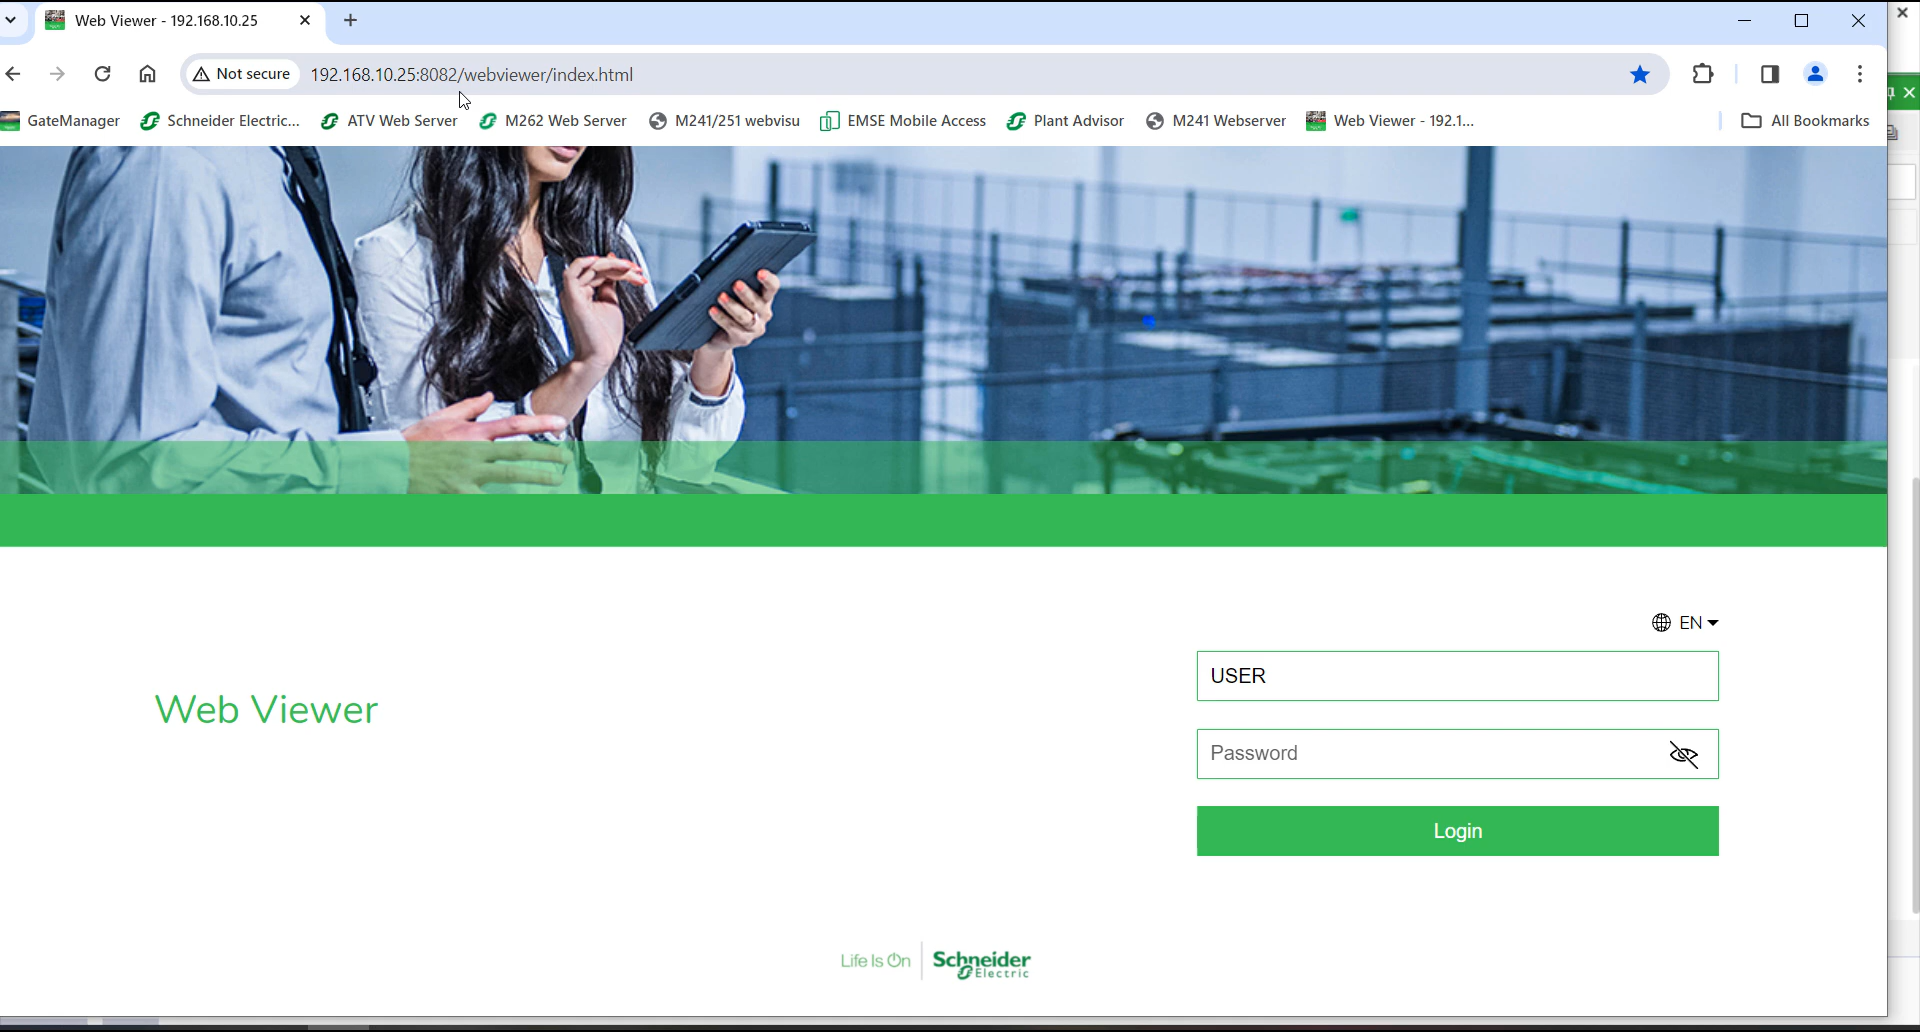 Web Viewer - 192.168.10.25
Not secure 192.168.10.25:8082/webviewer/index.html
GateManager Schneider Electric... ATV Web Server M262 Web Server M241/251 webvisu EMSE Mobile Access Plant Advisor M241 Webserver Web Viewer - 192.1... All Bookmarks
EN
USER
Web Viewer
Password
Login
Life Is On Schneider
Electric